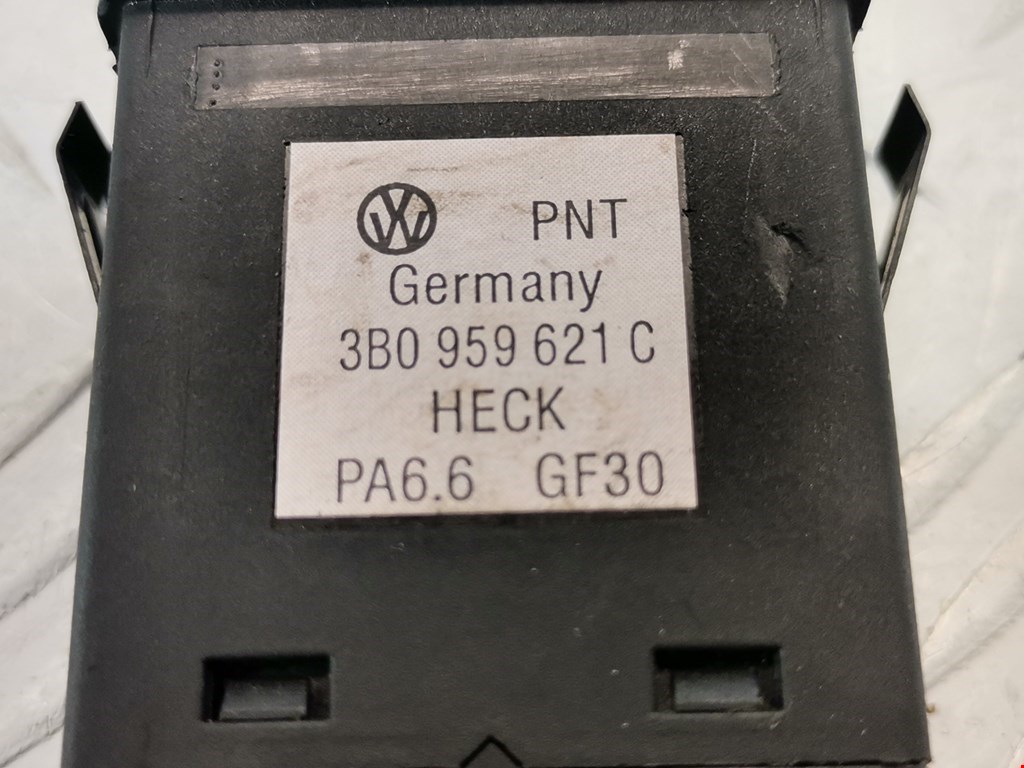 PNT
Germany
3B0 959 621 C
HECK
PA6.6 GF30